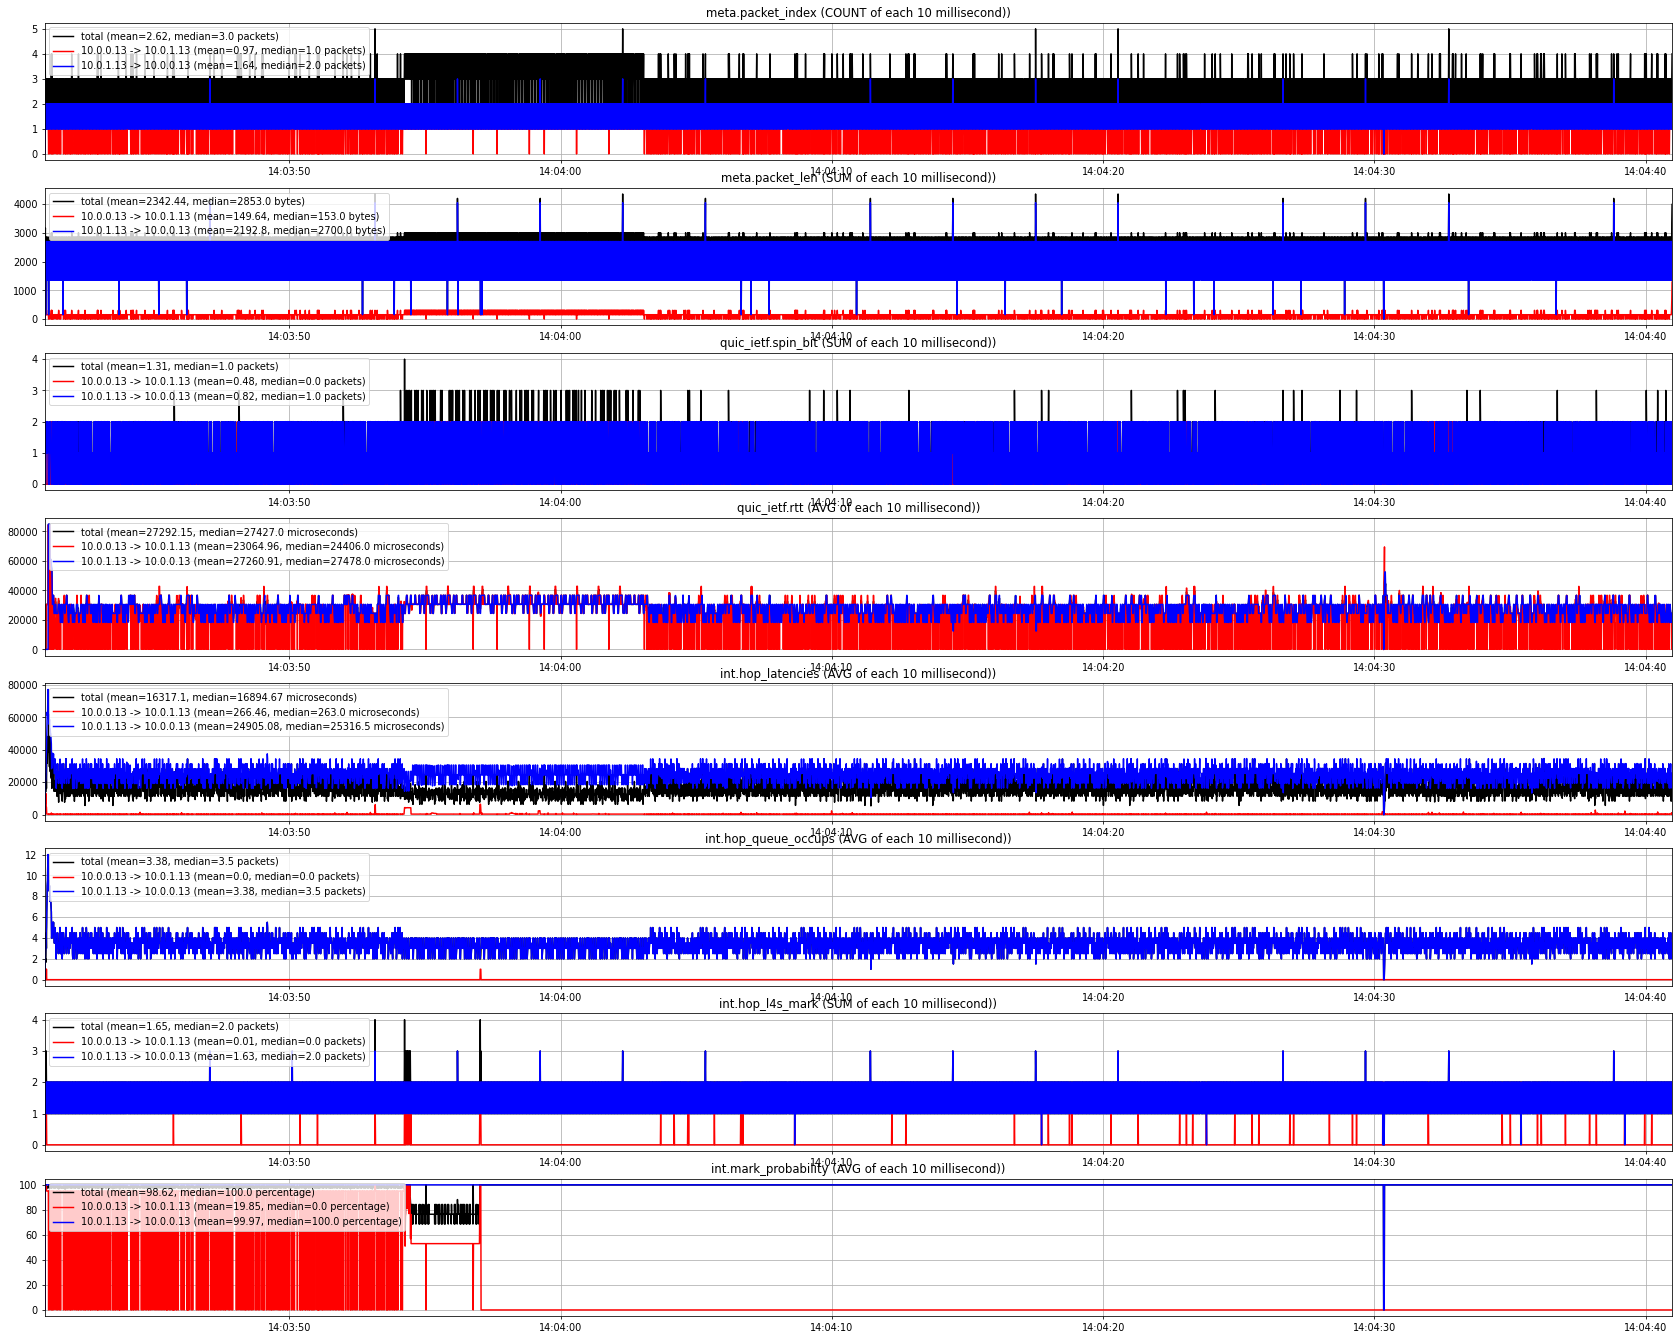 meta.packet_index (COUNT of each 10 millisecond))
5
4
3
2
1
0
total (mean=2.62, median=3.0 packets)
10.0.0.13 -> 10.0.1.13 (mean=0.97, median=1.0 packets)
10.0.1.13 -> 10.0.0.13 (mean=1.64, median=2.0 packets)
14:03:50 14:04:00 14:04:10 14:04:20 14:04:30 14:04:40
meta.packet_len (SUM of each 10 millisecond))
4000
3000
2000
1000
0
total (mean=2342.44, median=2853.0 bytes)
10.0.0.13 -> 10.0.1.13 (mean=149.64, median=153.0 bytes)
10.0.1.13 -> 10.0.0.13 (mean=2192.8, median=2700.0 bytes)
14:03:50 14:04:00 14:04:10 14:04:20 14:04:30 14:04:40
quic_ietf.spin_bit (SUM of each 10 millisecond))
4
3
2
1
0
total (mean=1.31, median=1.0 packets)
10.0.0.13 -> 10.0.1.13 (mean=0.48, median=0.0 packets)
10.0.1.13 -> 10.0.0.13 (mean=0.82, median=1.0 packets)
14:03:50 14:04:00 14:04:10 14:04:20 14:04:30 14:04:40
quic_ietf.rtt (AVG of each 10 millisecond))
80000
60000
40000
20000
0
total (mean=27292.15, median=27427.0 microseconds)
10.0.0.13 -> 10.0.1.13 (mean=23064.96, median=24406.0 microseconds)
10.0.1.13 -> 10.0.0.13 (mean=27260.91, median=27478.0 microseconds)
14:03:50 14:04:00 14:04:10 14:04:20 14:04:30 14:04:40
int.hop_latencies (AVG of each 10 millisecond))
80000
60000
40000
20000
0
total (mean=16317.1, median=16894.67 microseconds)
10.0.0.13 -> 10.0.1.13 (mean=266.46, median=263.0 microseconds)
10.0.1.13 -> 10.0.0.13 (mean=24905.08, median=25316.5 microseconds)
14:03:50 14:04:00 14:04:10 14:04:20 14:04:30 14:04:40
int.hop_queue_occups (AVG of each 10 millisecond))
12
10
8
6
4
2
0
total (mean=3.38, median=3.5 packets)
10.0.0.13 -> 10.0.1.13 (mean=0.0, median=0.0 packets)
10.0.1.13 -> 10.0.0.13 (mean=3.38, median=3.5 packets)
14:03:50 14:04:00 14:04:10 14:04:20 14:04:30 14:04:40
int.hop_l4s_mark (SUM of each 10 millisecond))
4
3
2
1
0
total (mean=1.65, median=2.0 packets)
10.0.0.13 -> 10.0.1.13 (mean=0.01, median=0.0 packets)
10.0.1.13 -> 10.0.0.13 (mean=1.63, median=2.0 packets)
14:03:50 14:04:00 14:04:10 14:04:20 14:04:30 14:04:40
int.mark_probability (AVG of each 10 millisecond))
100
80
60
40
20
0
total (mean=98.62, median=100.0 percentage)
10.0.0.13 -> 10.0.1.13 (mean=19.85, median=0.0 percentage)
10.0.1.13 -> 10.0.0.13 (mean=99.97, median=100.0 percentage)
14:03:50 14:04:00 14:04:10 14:04:20 14:04:30 14:04:40